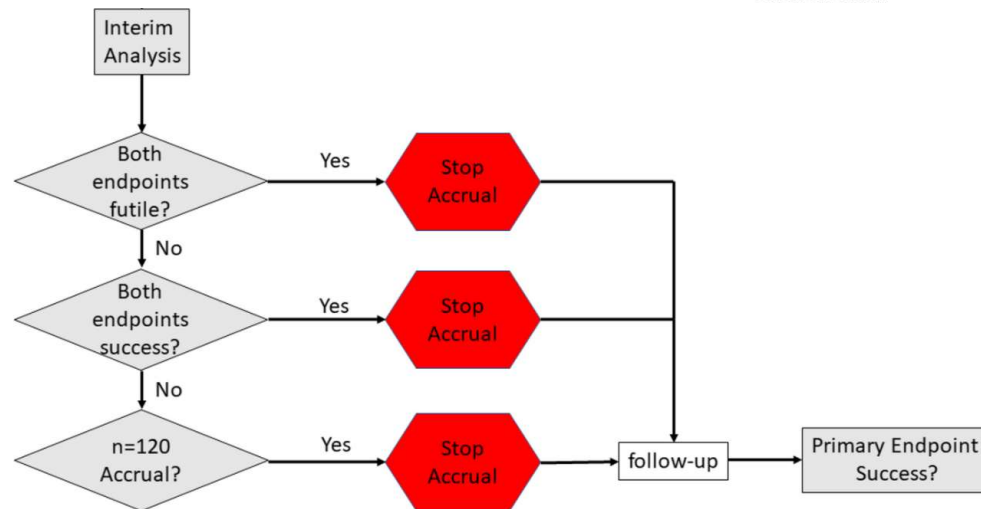 Interim
Analysis
Both
endpoints
futile?
Yes
Stop
Accrual
No
Both
endpoints
success?
Yes
Stop
Accrual
No
n=120
Accrual?
Yes
Stop
Accrual
follow-up
Primary Endpoint
Success?